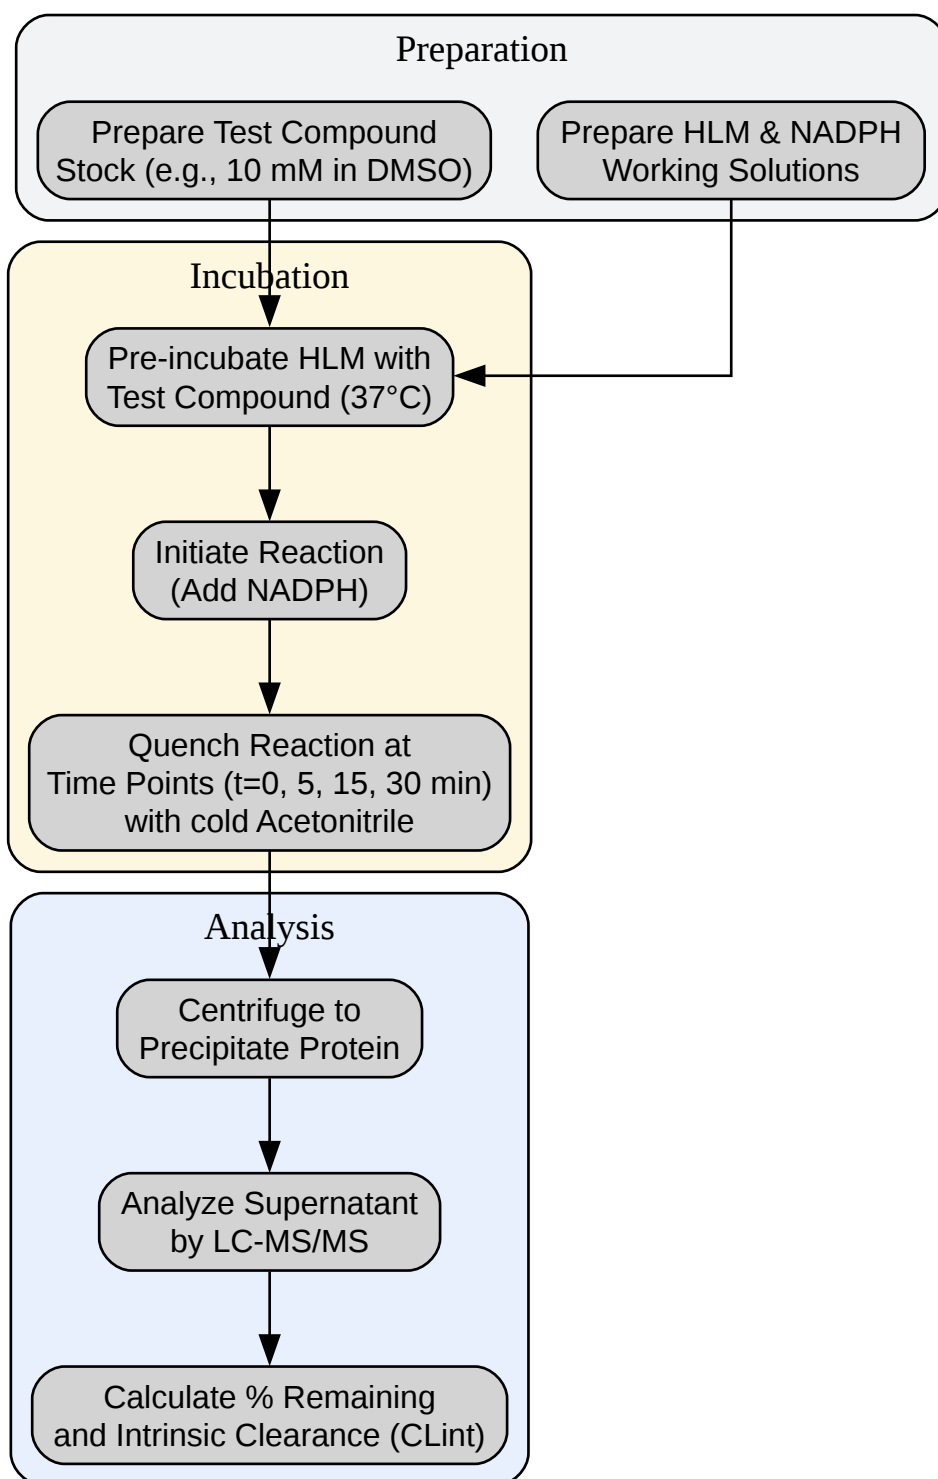 Preparation
Prepare Test Compound
Stock (e.g., 10 mM in DMSO)
Prepare HLM & NADPH
Working Solutions
Incubation
Pre-incubate HLM with
Test Compound (37°C)
Initiate Reaction
(Add NADPH)
Quench Reaction at
Time Points (t=0, 5, 15, 30 min)
with cold Acetonitrile
Analysis
Centrifuge to
Precipitate Protein
Analyze Supernatant
by LC-MS/MS
Calculate % Remaining
and Intrinsic Clearance (CLint)